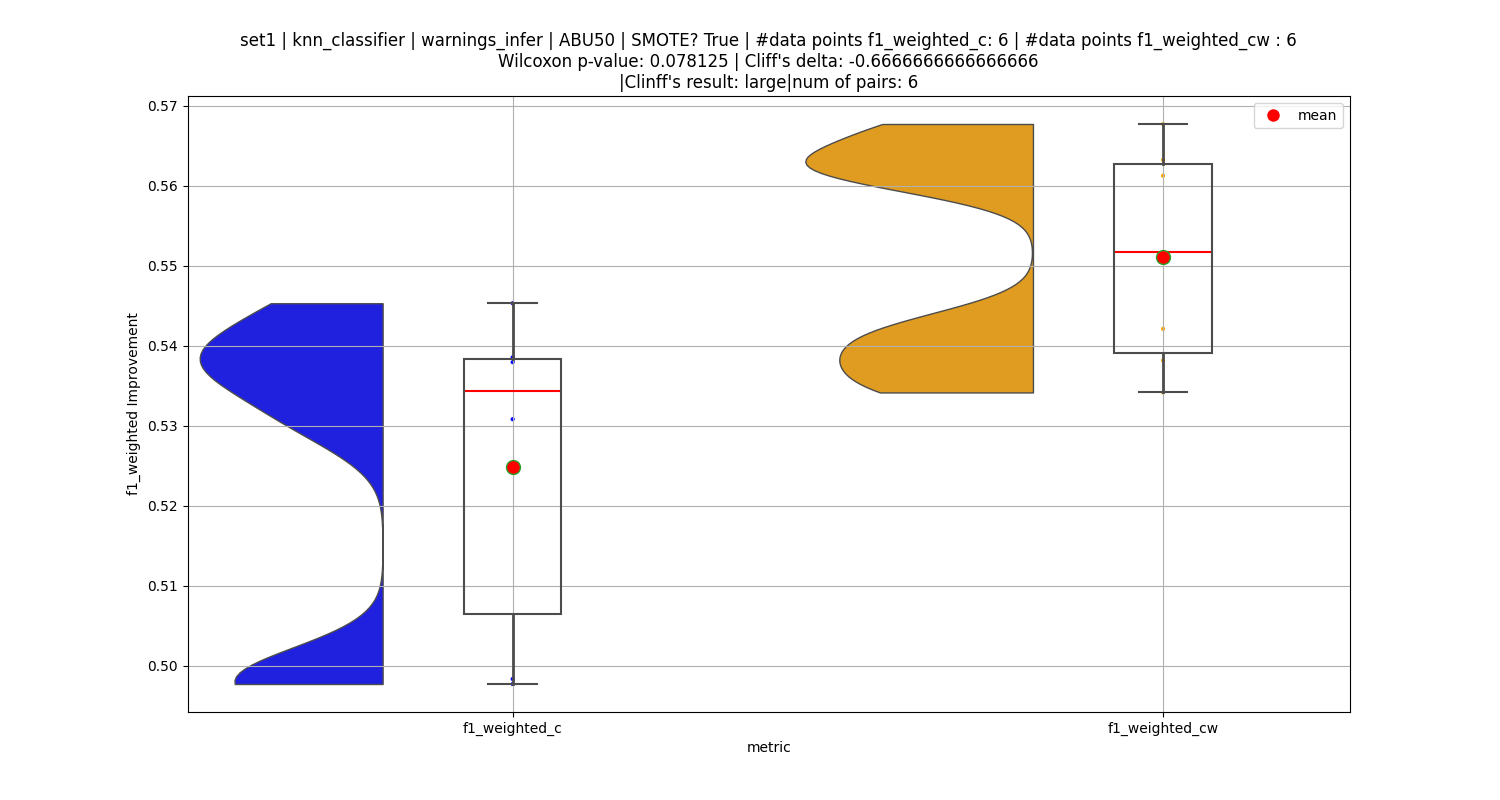 set1 | knn_classifier | warnings_infer | ABU50 | SMOTE? True | #data points f1_weighted_c: 6 | #data points f1_weighted_cw : 6
Wilcoxon p-value: 0.078125 | Cliff's delta: -0.6666666666666666
|Clinff's result: large|num of pairs: 6
mean
0.57
0.56
0.55
0.54
0.53
0.52
0.51
0.50
f1_weighted Improvement
f1_weighted_c
f1_weighted_cw
metric